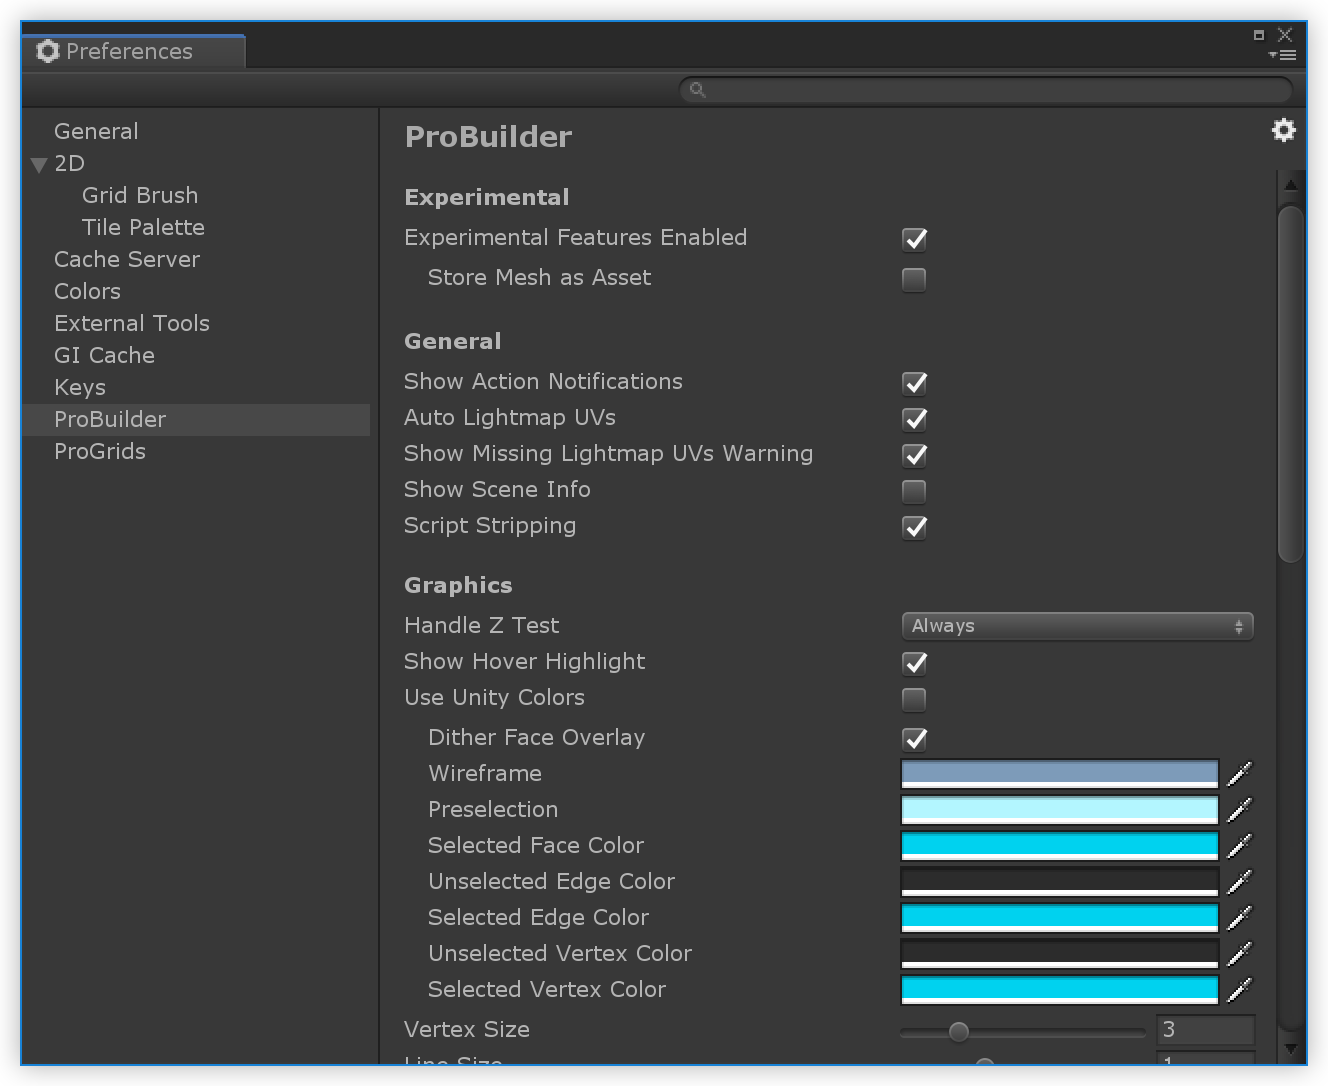 Preferences
General
2D
Grid Brush
Tile Palette
Cache Server
Colors
External Tools
GI Cache
Keys
ProBuilder
ProGrids
ProBuilder
Experimental
Experimental Features Enabled
Store Mesh as Asset
General
Show Action Notifications
Auto Lightmap UVs
Show Missing Lightmap UVs Warning
Show Scene Info
Script Stripping
Graphics
Handle Z Test Always
Show Hover Highlight
Use Unity Colors
Dither Face Overlay
Wireframe
Preselection
Selected Face Color
Unselected Edge Color
Selected Edge Color
Unselected Vertex Color
Selected Vertex Color
Vertex Size 3
Line Size 1